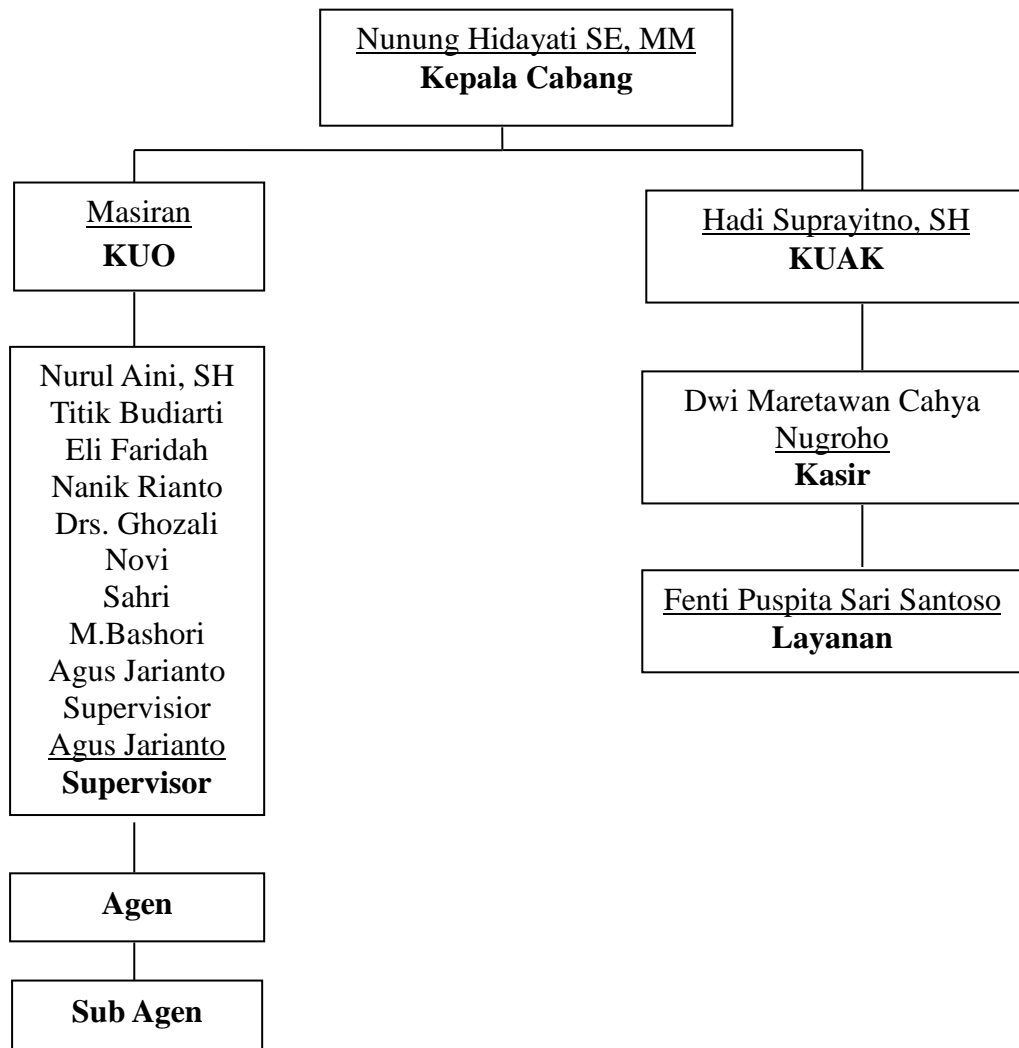 Nunung Hidayati SE, MM
Kepala Cabang
Masiran
KUO
Hadi Suprayitno, SH
KUAK
Nurul Aini, SH
Titik Budiarti
Eli Faridah
Nanik Rianto
Drs. Ghozali
Novi
Sahri
M.Bashori
Agus Jarianto
Supervisior
Agus Jarianto
Supervisor
Dwi Maretawan Cahya
Nugroho
Kasir
Fenti Puspita Sari Santoso
Layanan
Agen
Sub Agen